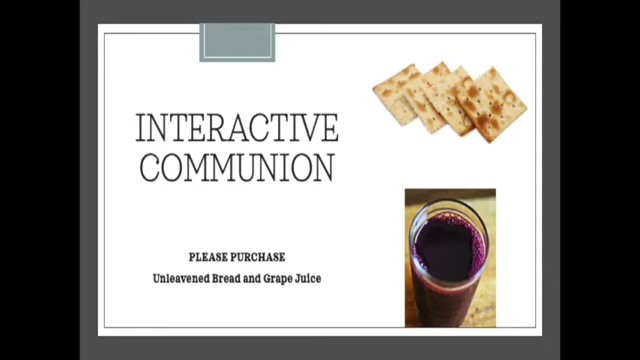 INTERACTIVE
COMMUNION
PLEASE PURCHASE
Unleavened Bread and Grape Juice